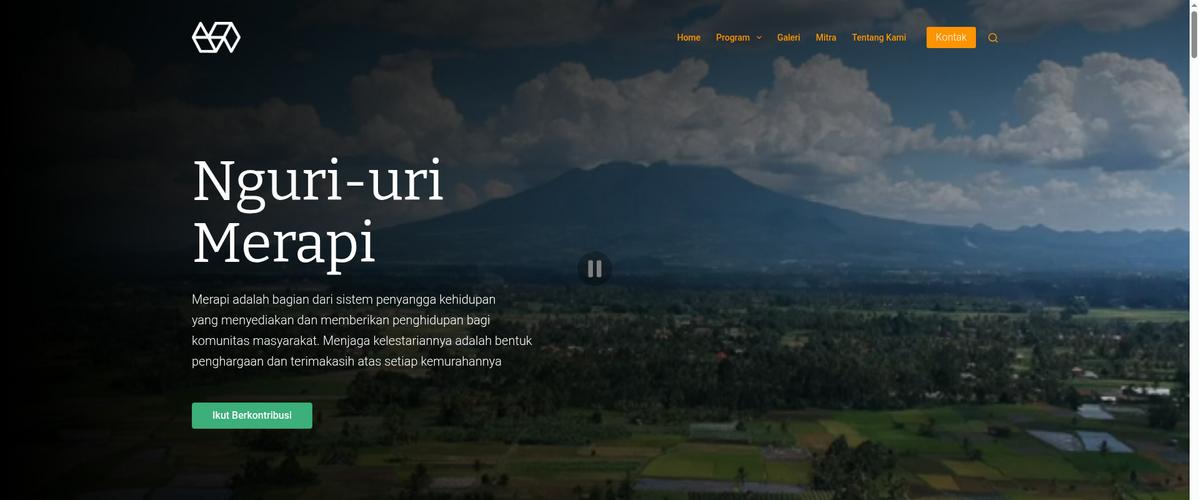 Home Program Galeri Mitra Tentang Kami Kontak
Nguri-uri
Merapi
Merapi adalah bagian dari sistem penyangga kehidupan
yang menyediakan dan memberikan penghidupan bagi
komunitas masyarakat. Menjaga kelestariannya adalah bentuk
penghargaan dan terimakasih atas setiap kemurahannya
Ikut Berkontribusi